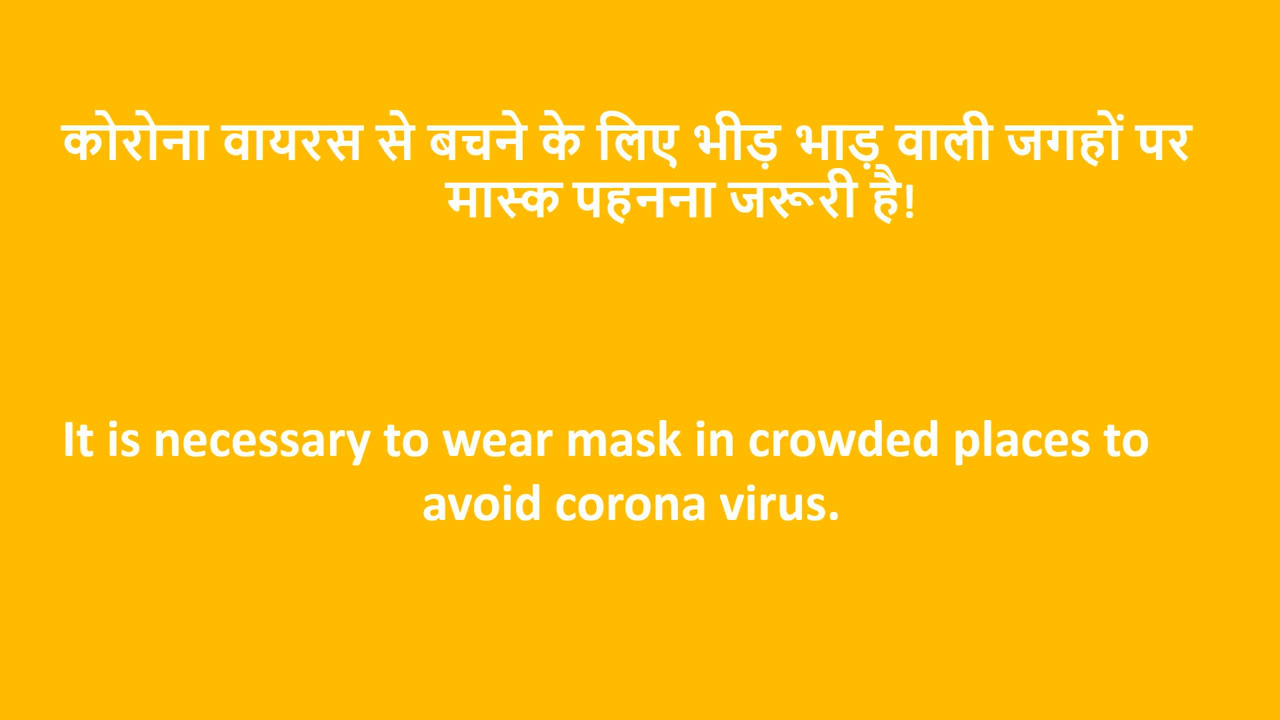 कोरोना वायरस से बचने के लिए भीड़ भाड़ वाली जगहों पर
मास्क पहनना जरूरी है!
It is necessary to wear mask in crowded places to
avoid corona virus.